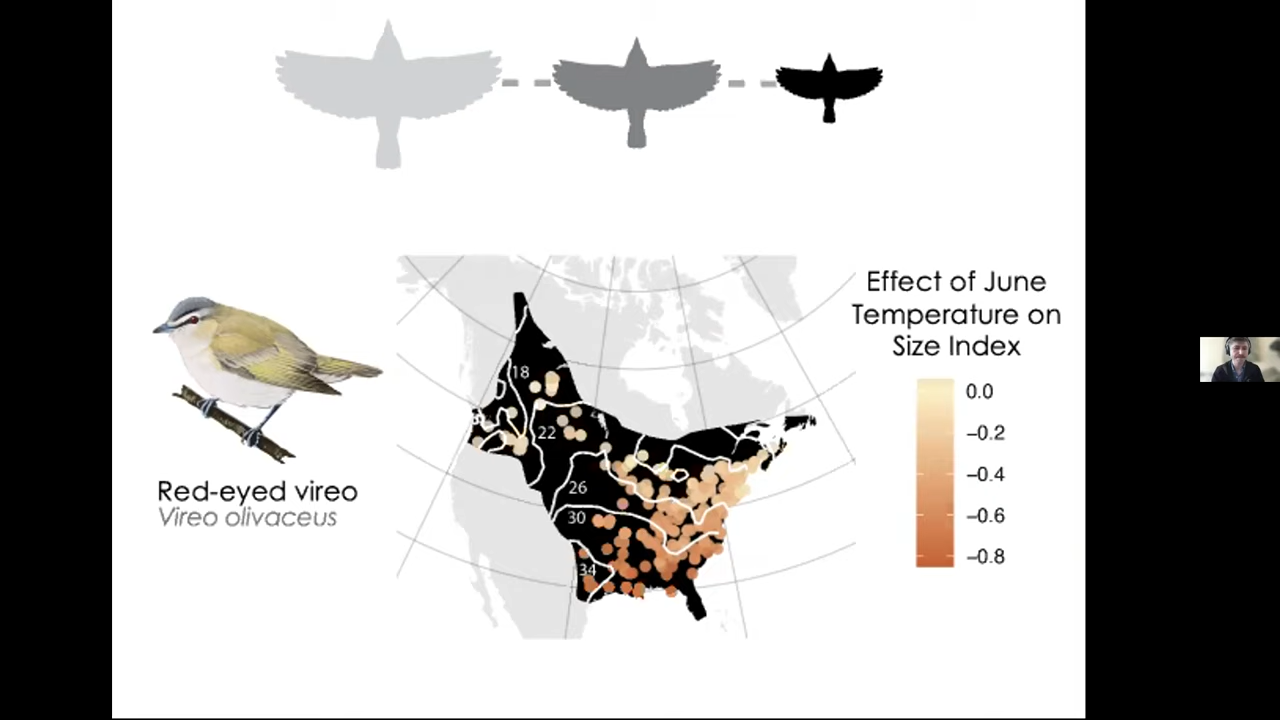 Red-eyed vireo
Vireo olivaceus
18
22
26
30
34
Effect of June
Temperature on
Size Index
0.0
−0.2
−0.4
−0.6
−0.8